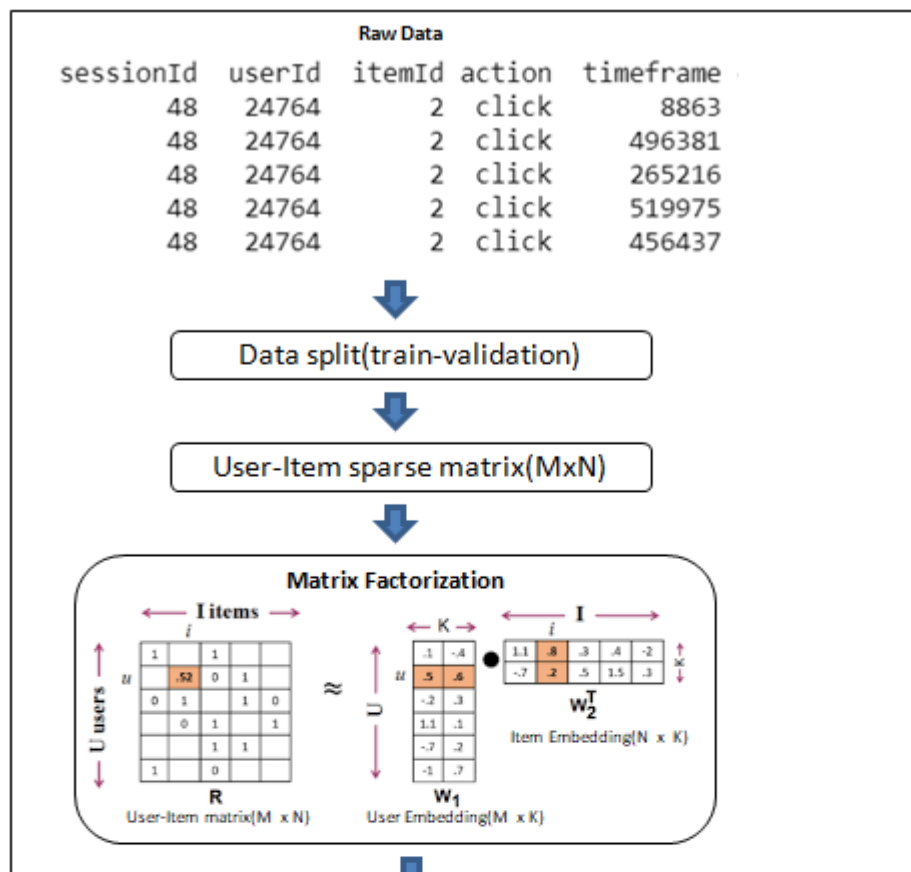 Raw Data
sessionId userId itemId action timeframe
48 24764 2 click 8863
48 24764 2 click 496381
48 24764 2 click 265216
48 24764 2 click 519975
48 24764 2 click 456437
Data split(train-validation)
User-Item sparse matrix(MxN)
Matrix Factorization
I items
i
U users
u
1 1
.52 0 1
0 1 1 0
0 1 1
1 1
1 0
R
User-Item matrix(M x N)
≈
K
U
u
.1 -.4
.5 .6
-.2 .3
1.1 .1
-.7 .2
-1 .7
W1
User Embedding(M x K)
I
i
1.1 .8 .3 .4 -2
-.7 .2 .5 1.5 .3
K
W2T
Item Embedding(N x K)